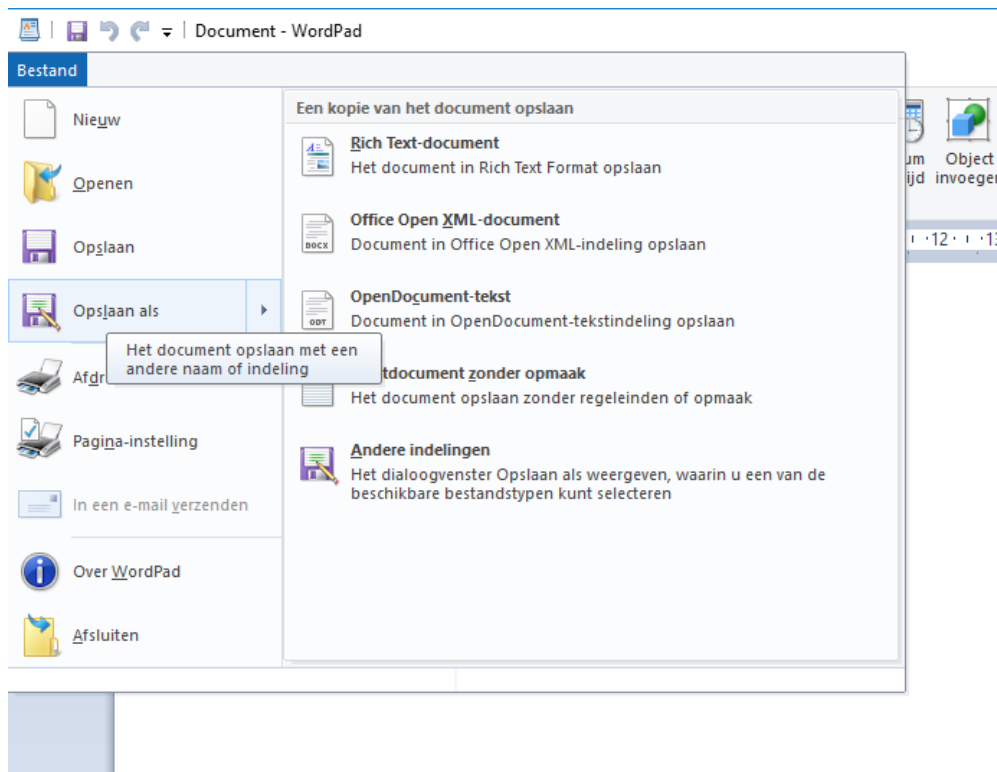 Document - WordPad
Bestand
Nieuw
Openen
Opslaan
Opslaan als
Het document opslaan met een
andere naam of indeling
Pagina-instelling
In een e-mail verzenden
Over WordPad
Afsluiten
Een kopie van het document opslaan
Rich Text-document
Het document in Rich Text Format opslaan
Office Open XML-document
DOCX
Document in Office Open XML-indeling opslaan
OpenDocument-tekst
ODT
Document in OpenDocument-tekstindeling opslaan
zonder opmaak
Het document opslaan zonder regeleinden of opmaak
Andere indelingen
Het dialoogvenster Opslaan als weergeven, waarin u een van de
beschikbare bestandstypen kunt selecteren
Object
12